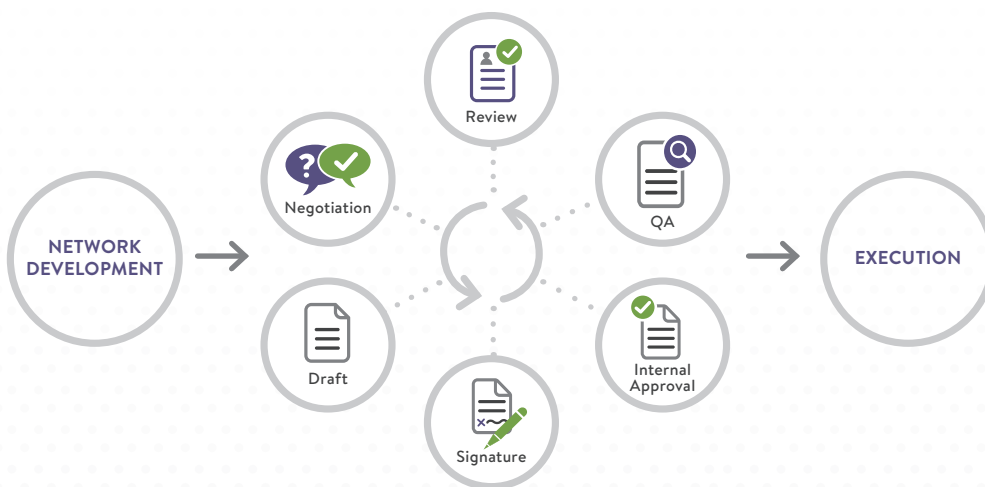 NETWORK
DEVELOPMENT
Negotiation
?
Review
QA
Draft
x
Signature
Internal
Approval
EXECUTION